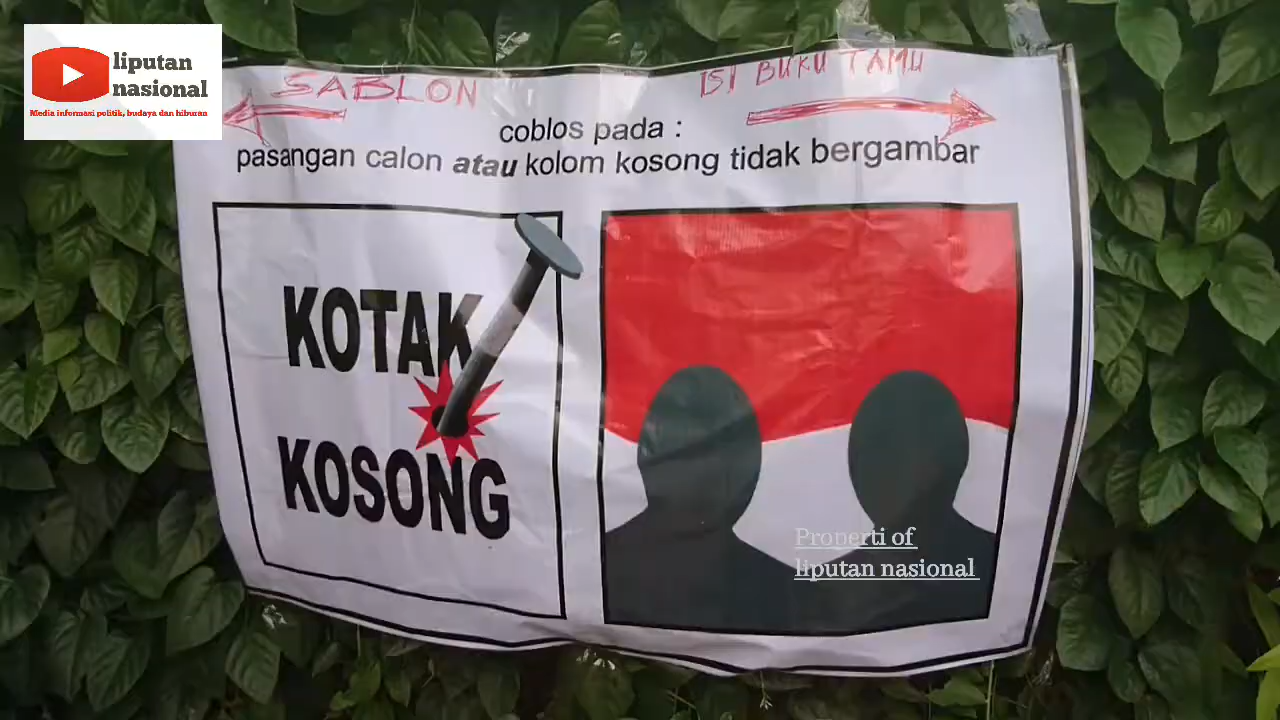 liputan
nasional
Media informasi politik, budaya dan hiburan
SABLON
ISI BUKU TAMU
coblos pada :
pasangan calon atau kolom kosong tidak bergambar
KOTAK
KOSONG
Properti of
liputan nasional